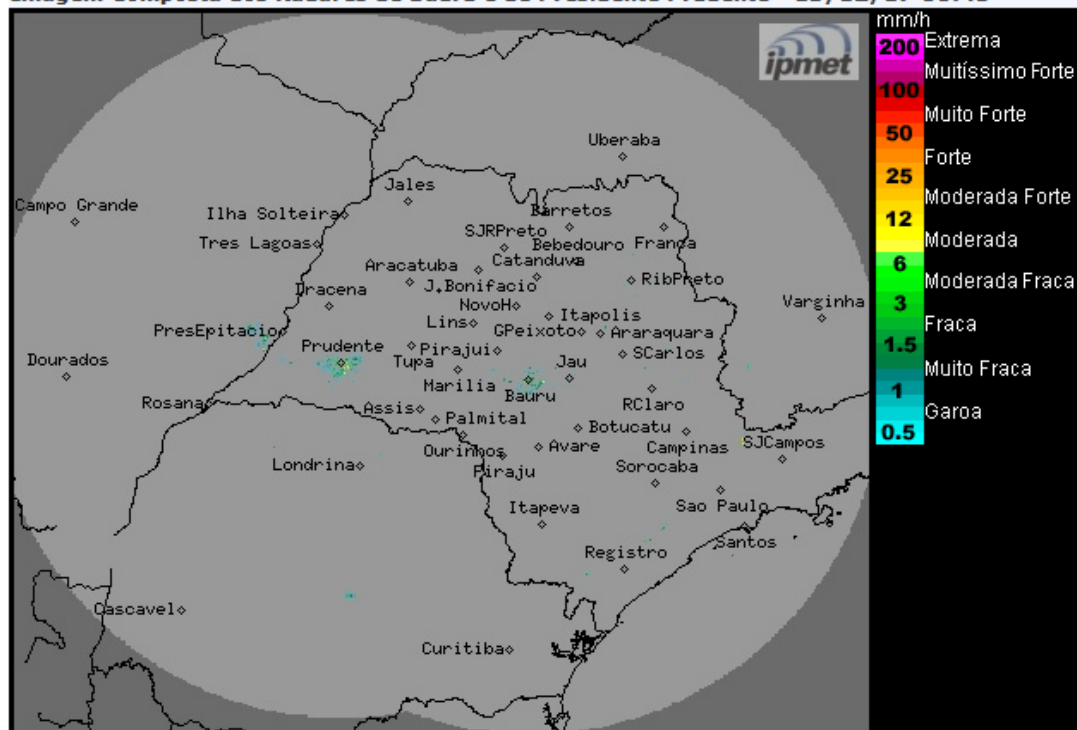 mm/h
200 Extrema
Muitíssimo Forte
100
Muito Forte
50
Forte
25
Moderada Forte
12
Moderada
6
Moderada Fraca
3
Fraca
1.5
Muito Fraca
1
Garoa
0.5
ipmet
Uberaba
Jales
Campo Grande
Ilha Solteira
Barretos
Tres Lagoas
SJRPreto
Bebedouro
Franca
Aracatuba
Catanduva
J.Bonifacio
RibPreto
Dracena
NovoH
Varginha
PresEpitacio
Lins
Itapolis
GPeixoto
Araraquara
Prudente
Dourados
Tupa
Pirajui
Jau
SCarlos
Marilia
Bauru
Rosana
Assis
RClaro
Palmital
Botucatu
Ourinhos
Avare
Campinas
SJCampos
Londrina
Piraju
Sorocaba
Itapeva
Sao Paulo
Santos
Registro
Cascavel
Curitiba